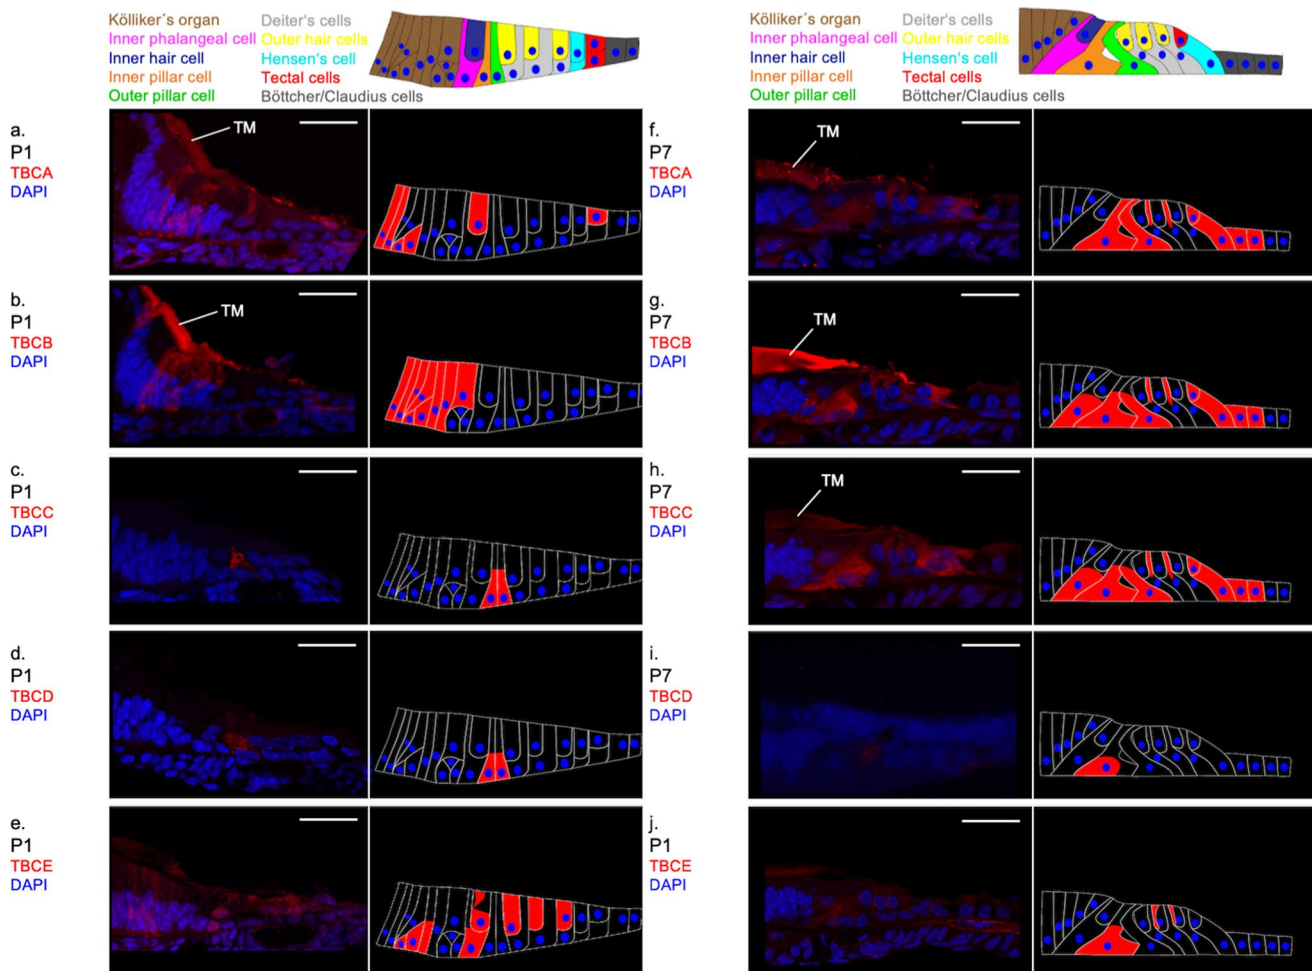 Kölliker´s organ
Inner phalangeal cell
Inner hair cell
Inner pillar cell
Outer pillar cell
Deiter's cells
Outer hair cells
Hensen's cell
Tectal cells
Böttcher/Claudius cells
a.
P1
TBCA
DAPI
TM
b.
P1
TBCB
DAPI
TM
c.
P1
TBCC
DAPI
d.
P1
TBCD
DAPI
e.
P1
TBCE
DAPI
Kölliker´s organ
Inner phalangeal cell
Inner hair cell
Inner pillar cell
Outer pillar cell
Deiter's cells
Outer hair cells
Hensen's cell
Tectal cells
Böttcher/Claudius cells
f.
P7
TBCA
DAPI
TM
g.
P7
TBCB
DAPI
TM
h.
P7
TBCC
DAPI
TM
i.
P7
TBCD
DAPI
j.
P1
TBCE
DAPI